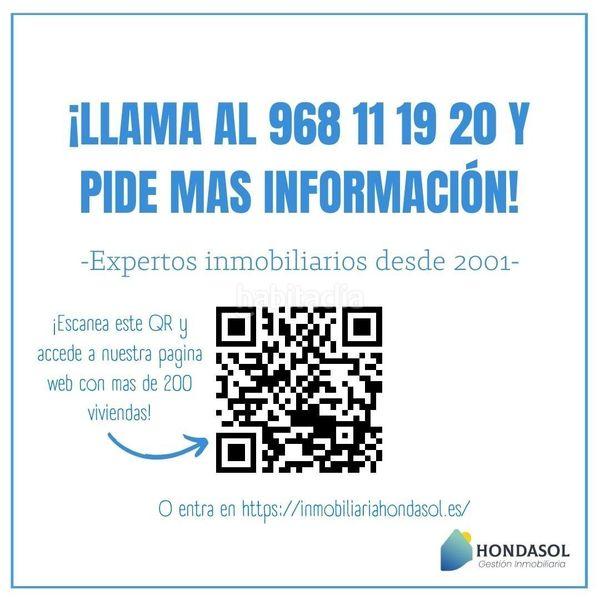 ¡LLAMA AL 968 11 19 20 Y
PIDE MAS INFORMACIÓN!
-Expertos inmobiliarios desde 2001-
habitaclia
¡Escanea este QR y
accede a nuestra pagina
web con mas de 200
viviendas!
O entra en https://inmobiliariahondasol.es/
HONDASOL
Gestión Inmobiliaria